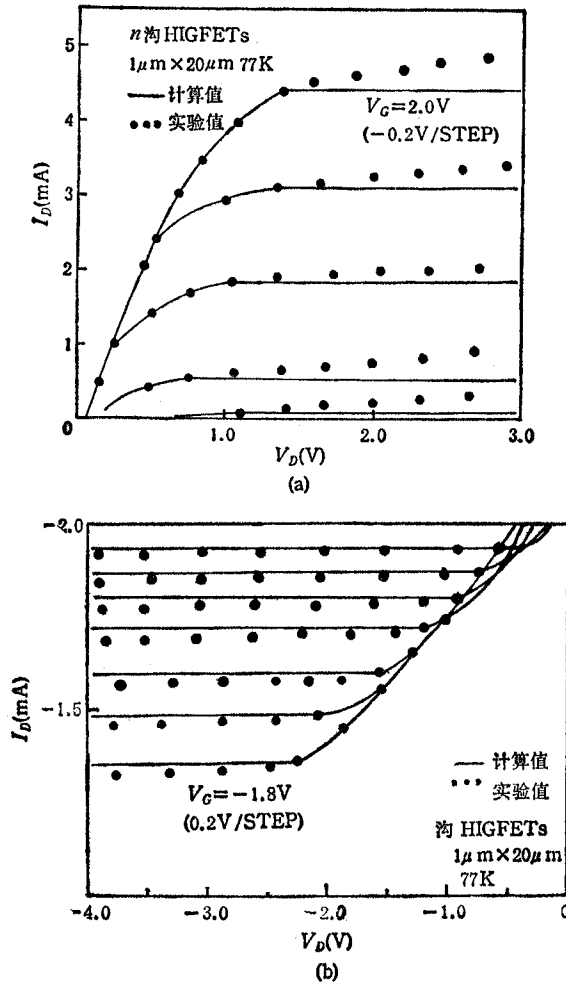 n沟HIGFETs
1μm×20μm 77K
计算值
实验值
V_G=2.0V
(-0.2V/STEP)
I_D(mA)
5
4
3
2
1
0
1.0
2.0
3.0
V_D(V)
(a)
-2.0
-1.5
I_D(mA)
V_G=-1.8V
(0.2V/STEP)
计算值
实验值
沟 HIGFETs
1μm×20μm
77K
-4.0
-3.0
-2.0
-1.0
0
V_D(V)
(b)